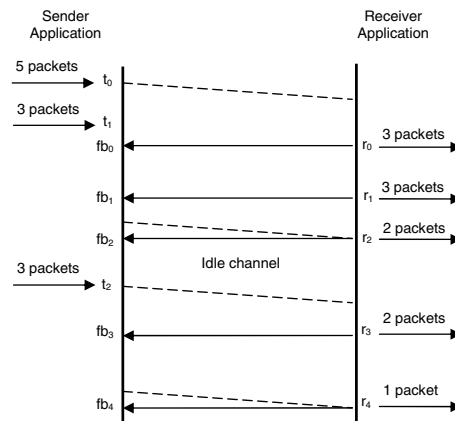 Sender
Application
Receiver
Application
5 packets
t0
3 packets
t1
3 packets
fb0
r0
3 packets
fb1
r1
2 packets
fb2
r2
Idle channel
3 packets
t2
2 packets
fb3
r3
1 packet
fb4
r4